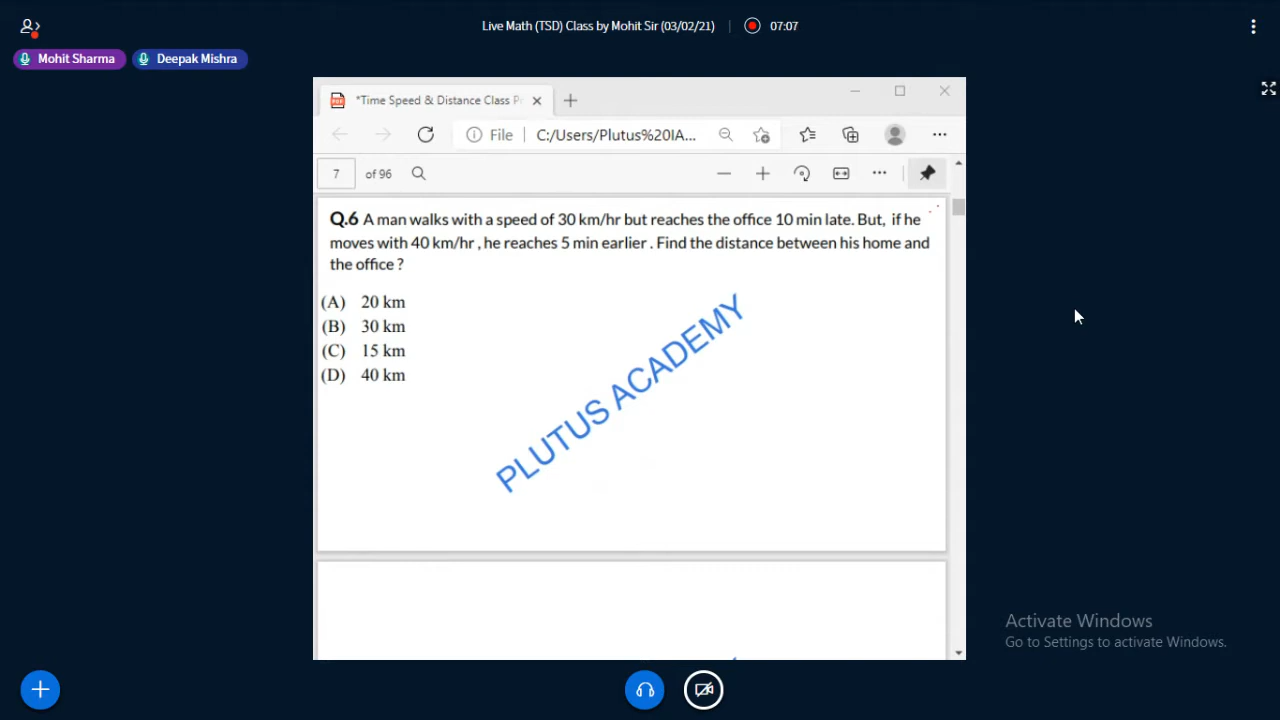 Live Math (TSD) Class by Mohit Sir (03/02/21)
07:07
Mohit Sharma
Deepak Mishra
*Time Speed & Distance Class Pr
File
C:/Users/Plutus%20IA...
7
of 96
Q.6 A man walks with a speed of 30 km/hr but reaches the office 10 min late. But, if he
moves with 40 km/hr , he reaches 5 min earlier . Find the distance between his home and
the office ?
(A) 20 km
(B) 30 km
(C) 15 km
(D) 40 km
PLUTUS ACADEMY
Activate Windows
Go to Settings to activate Windows.